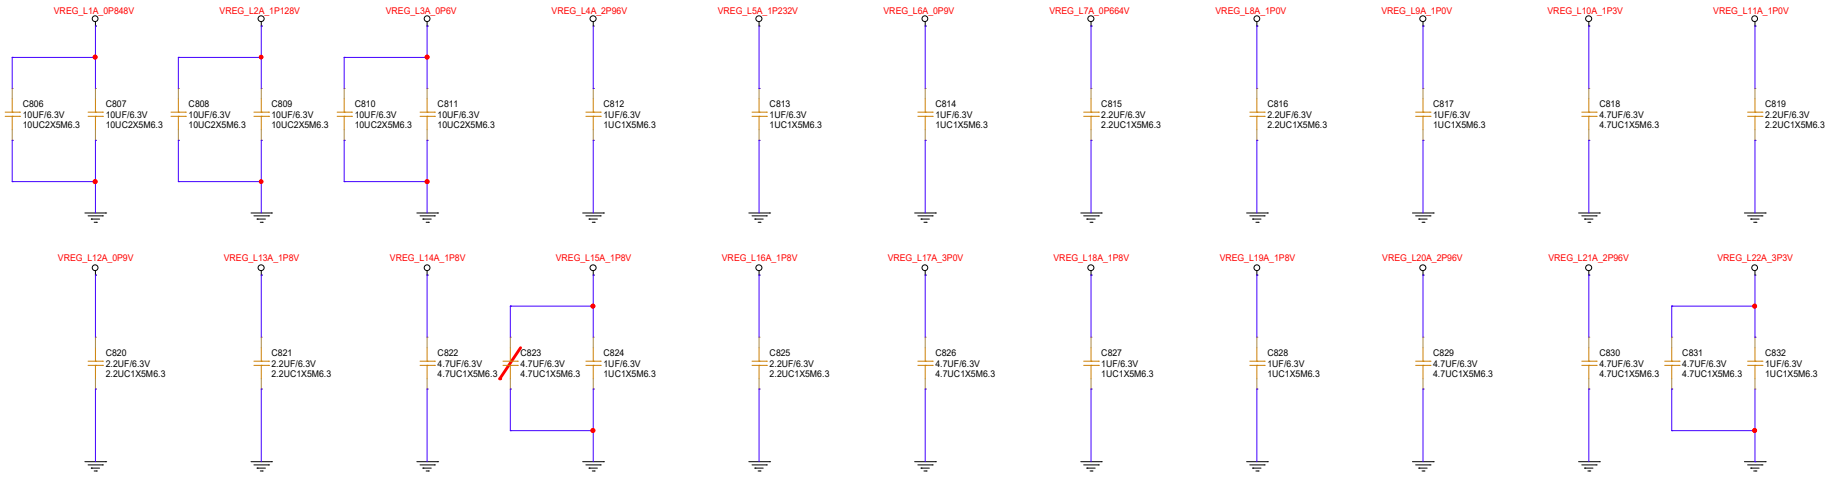 VREG_L1A_0P848V
VREG_L2A_1P128V
VREG_L3A_0P6V
VREG_L4A_2P96V
VREG_L5A_1P232V
VREG_L6A_0P9V
VREG_L7A_0P664V
VREG_L8A_1P0V
VREG_L9A_1P0V
VREG_L10A_1P3V
VREG_L11A_1P0V
C806
10UF/6.3V
10UC2X5M6.3
C807
10UF/6.3V
10UC2X5M6.3
C808
10UF/6.3V
10UC2X5M6.3
C809
10UF/6.3V
10UC2X5M6.3
C810
10UF/6.3V
10UC2X5M6.3
C811
10UF/6.3V
10UC2X5M6.3
C812
1UF/6.3V
1UC1X5M6.3
C813
1UF/6.3V
1UC1X5M6.3
C814
1UF/6.3V
1UC1X5M6.3
C815
2.2UF/6.3V
2.2UC1X5M6.3
C816
2.2UF/6.3V
2.2UC1X5M6.3
C817
1UF/6.3V
1UC1X5M6.3
C818
4.7UF/6.3V
4.7UC1X5M6.3
C819
2.2UF/6.3V
2.2UC1X5M6.3
VREG_L12A_0P9V
VREG_L13A_1P8V
VREG_L14A_1P8V
VREG_L15A_1P8V
VREG_L16A_1P8V
VREG_L17A_3P0V
VREG_L18A_1P8V
VREG_L19A_1P8V
VREG_L20A_2P96V
VREG_L21A_2P96V
VREG_L22A_3P3V
C820
2.2UF/6.3V
2.2UC1X5M6.3
C821
2.2UF/6.3V
2.2UC1X5M6.3
C822
4.7UF/6.3V
4.7UC1X5M6.3
C823
4.7UF/6.3V
4.7UC1X5M6.3
C824
1UF/6.3V
1UC1X5M6.3
C825
2.2UF/6.3V
2.2UC1X5M6.3
C826
4.7UF/6.3V
4.7UC1X5M6.3
C827
1UF/6.3V
1UC1X5M6.3
C828
1UF/6.3V
1UC1X5M6.3
C829
4.7UF/6.3V
4.7UC1X5M6.3
C830
4.7UF/6.3V
4.7UC1X5M6.3
C831
4.7UF/6.3V
4.7UC1X5M6.3
C832
1UF/6.3V
1UC1X5M6.3